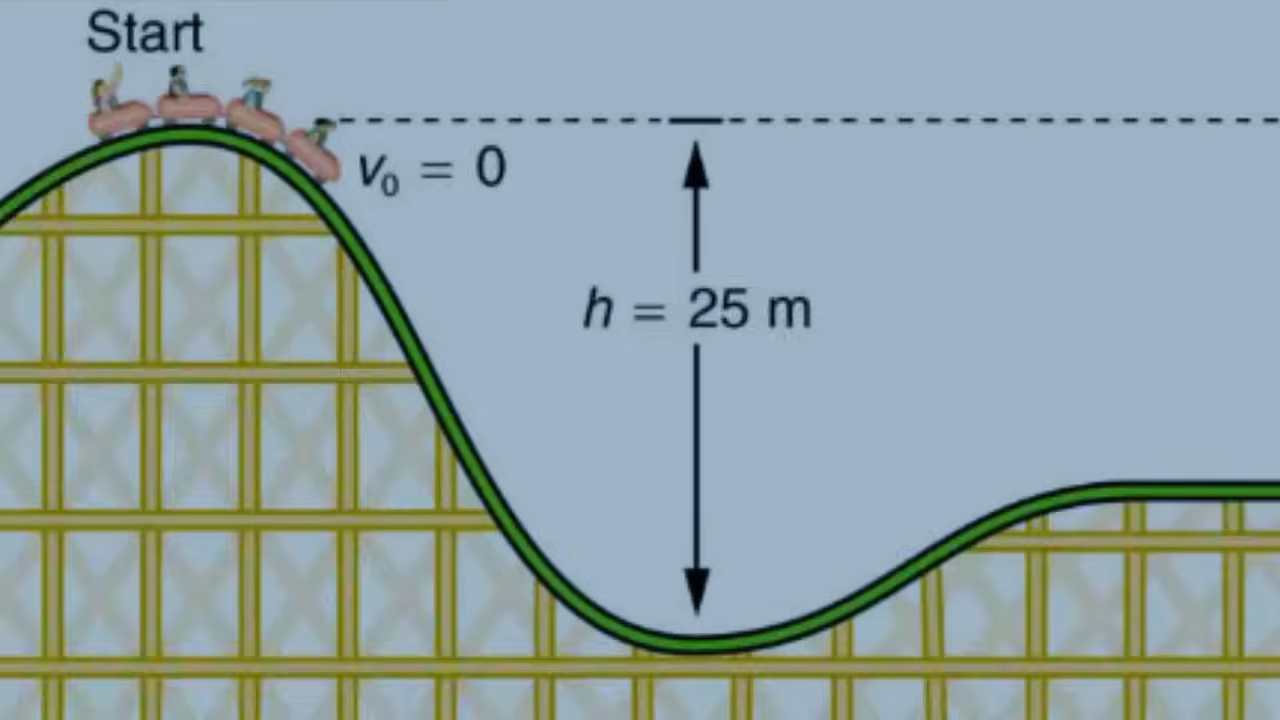 Start
v₀ = 0
h = 25 m